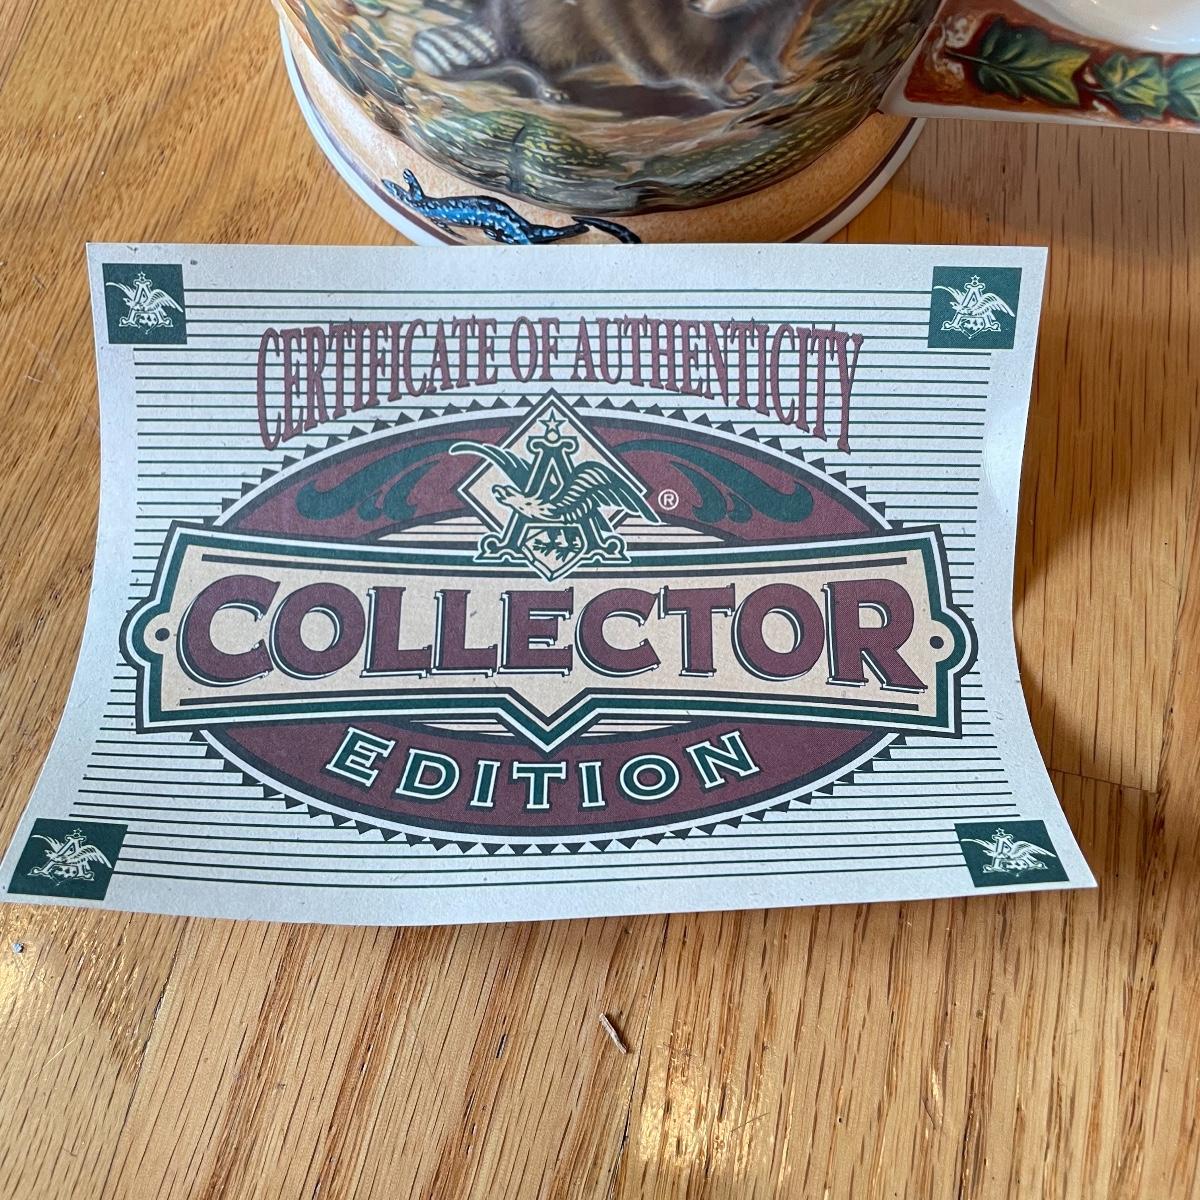 CERTIFICATE OF AUTHENTICITY
A
®
COLLECTOR
EDITION